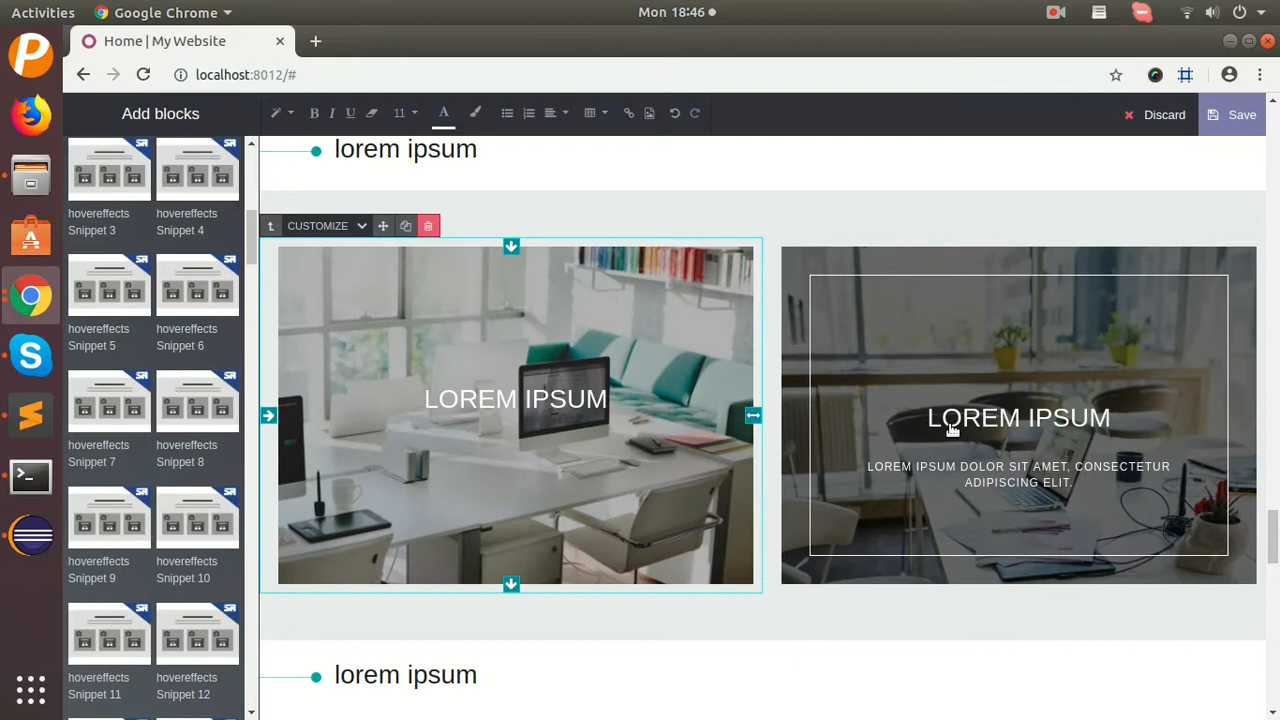 Activities
Google Chrome
Mon 18:46
Home | My Website
localhost:8012/#
Add blocks
B I U
11
A
Discard
Save
hovereffects
Snippet 3
hovereffects
Snippet 4
hovereffects
Snippet 5
hovereffects
Snippet 6
hovereffects
Snippet 7
hovereffects
Snippet 8
hovereffects
Snippet 9
hovereffects
Snippet 10
hovereffects
Snippet 11
hovereffects
Snippet 12
lorem ipsum
CUSTOMIZE
LOREM IPSUM
LOREM IPSUM
LOREM IPSUM DOLOR SIT AMET, CONSECTETUR
ADIPISCING ELIT.
lorem ipsum